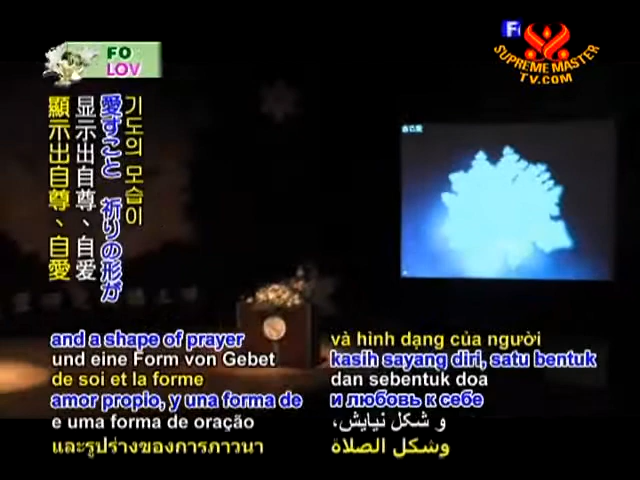 FO
LOV
SUPREME MASTER
TV.COM
顯示出自尊、自愛
显示出自尊、自爱
愛すこと 祈りの形が
기도의 모습이
and a shape of prayer
und eine Form von Gebet
de soi et la forme
amor propio, y una forma de
e uma forma de oração
และรูปร่างของการภาวนา
và hình dạng của người
kasih sayang diri, satu bentuk
dan sebentuk doa
и любовь к себе
و شکل نیایش،
وشكل الصلاة